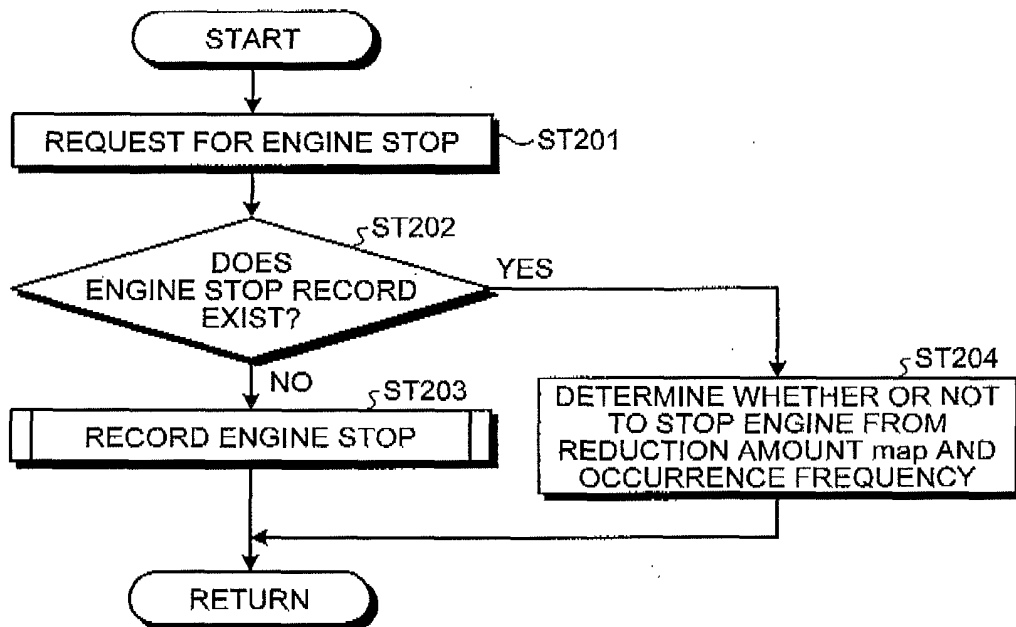 START
REQUEST FOR ENGINE STOP
ST201
ST202
DOES
ENGINE STOP RECORD
EXIST?
YES
NO
ST203
RECORD ENGINE STOP
ST204
DETERMINE WHETHER OR NOT
TO STOP ENGINE FROM
REDUCTION AMOUNT map AND
OCCURRENCE FREQUENCY
RETURN